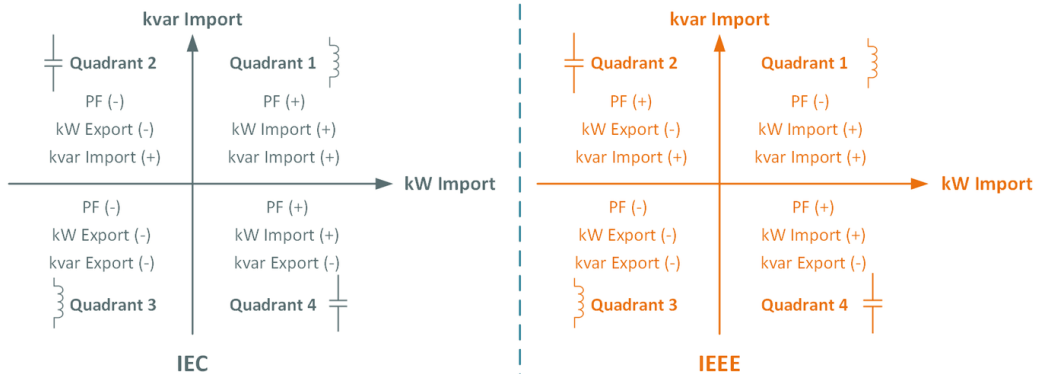 kvar Import
Quadrant 2
Quadrant 1
PF (-)
PF (+)
kW Export (-)
kW Import (+)
kvar Import (+)
kvar Import (+)
kW Import
PF (-)
PF (+)
kW Export (-)
kW Import (+)
kvar Export (-)
kvar Export (-)
Quadrant 3
Quadrant 4
IEC
kvar Import
Quadrant 2
Quadrant 1
PF (+)
PF (-)
kW Export (-)
kW Import (+)
kvar Import (+)
kvar Import (+)
kW Import
PF (-)
PF (+)
kW Export (-)
kW Import (+)
kvar Export (-)
kvar Export (-)
Quadrant 3
Quadrant 4
IEEE